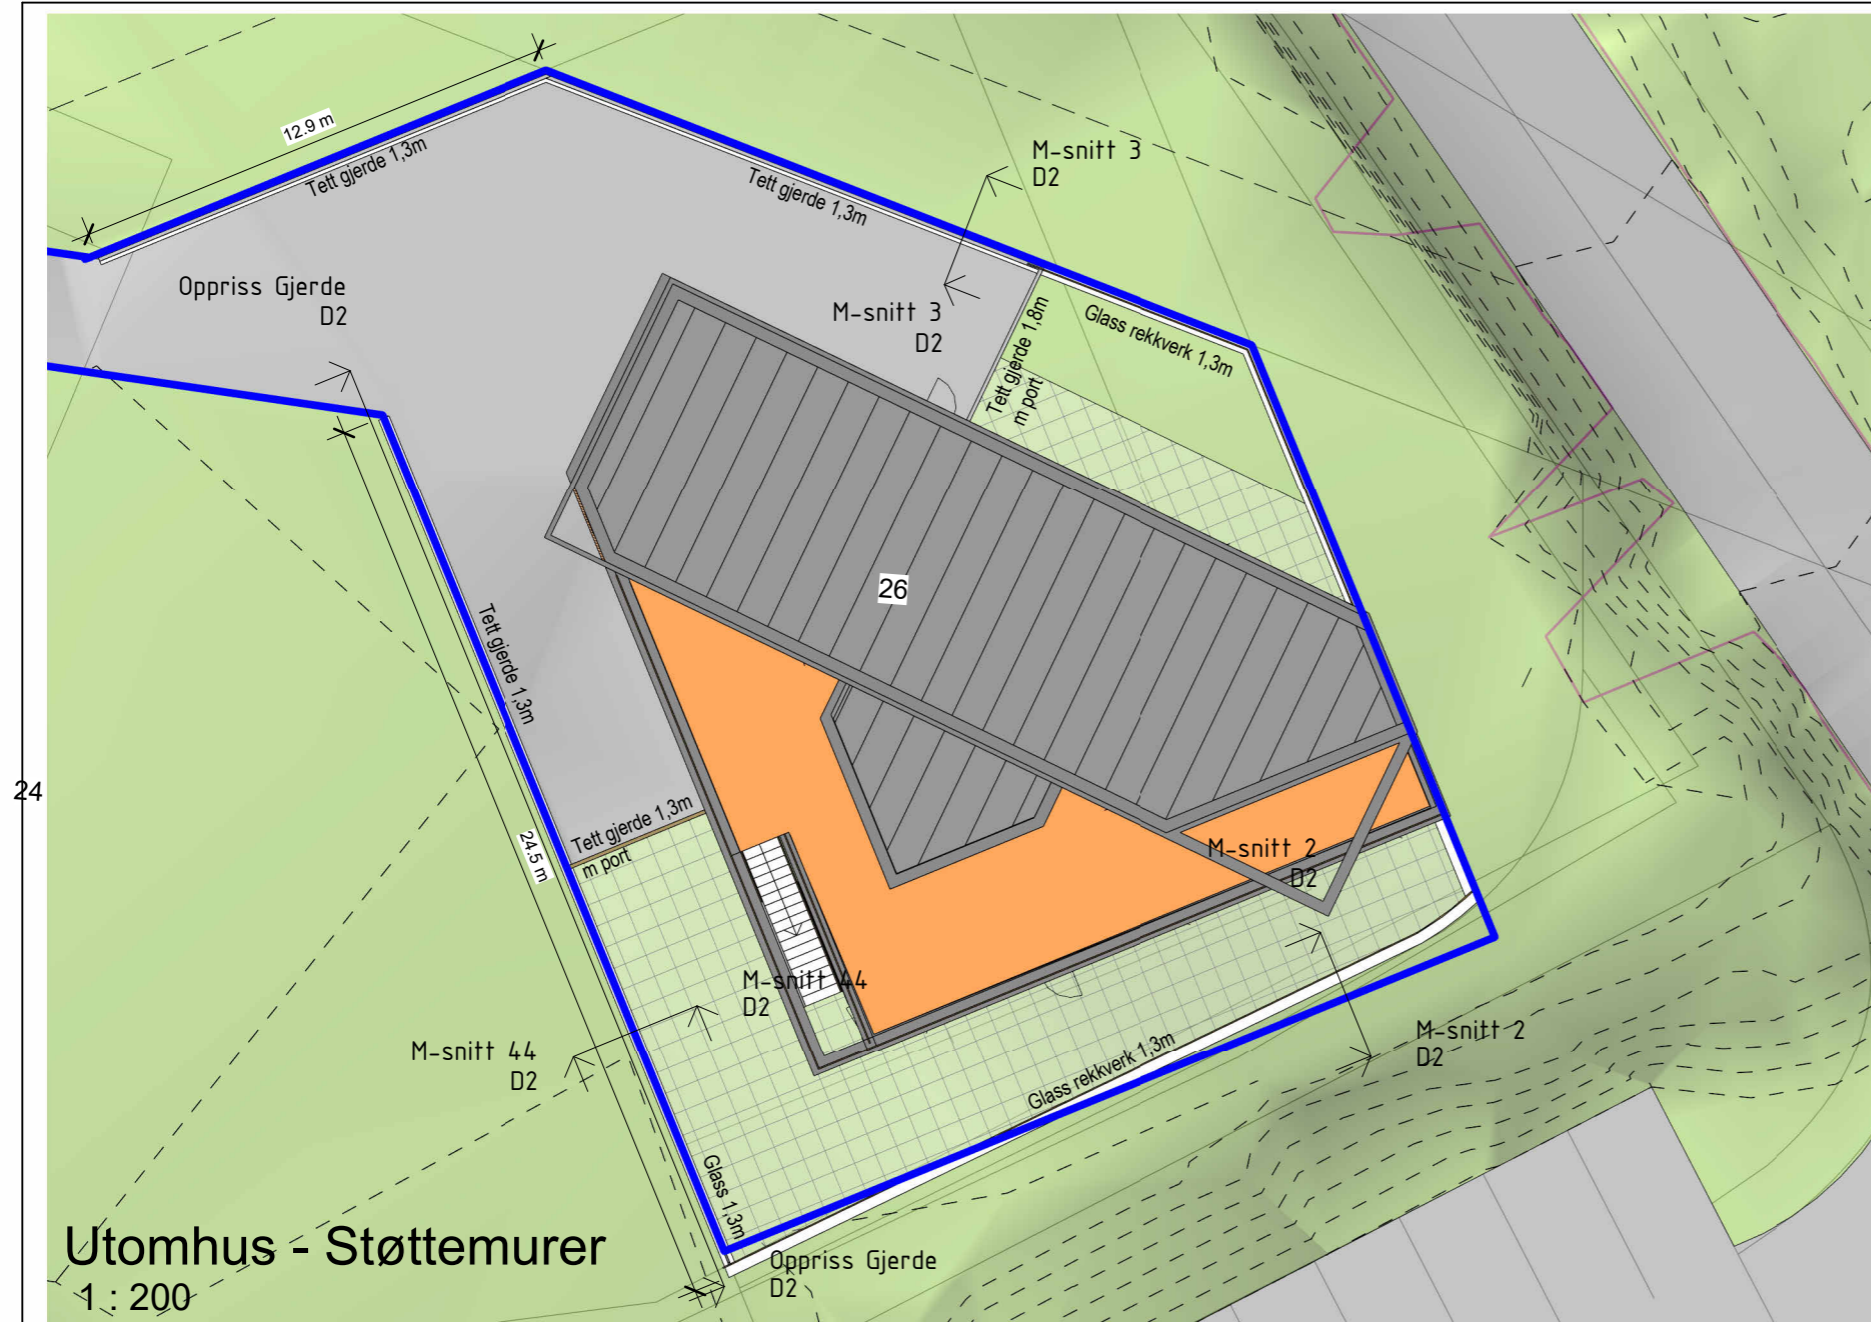 12.9 m
Tett gjerde 1,3m
Tett gjerde 1,3m
M-snitt 3
D2
Oppriss Gjerde
D2
M-snitt 3
D2
Tett gjerde 1,8m
m port
Glass rekkverk 1,3m
26
Tett gjerde 1,3m
24
24.5 m
Tett gjerde 1,3m
m port
M-snitt 2
D2
M-snitt 44
D2
M-snitt 44
D2
M-snitt 2
D2
Glass rekkverk 1,3m
Glass 1,3m
Oppriss Gjerde
D2
Utomhus - Støttemurer
1 : 200